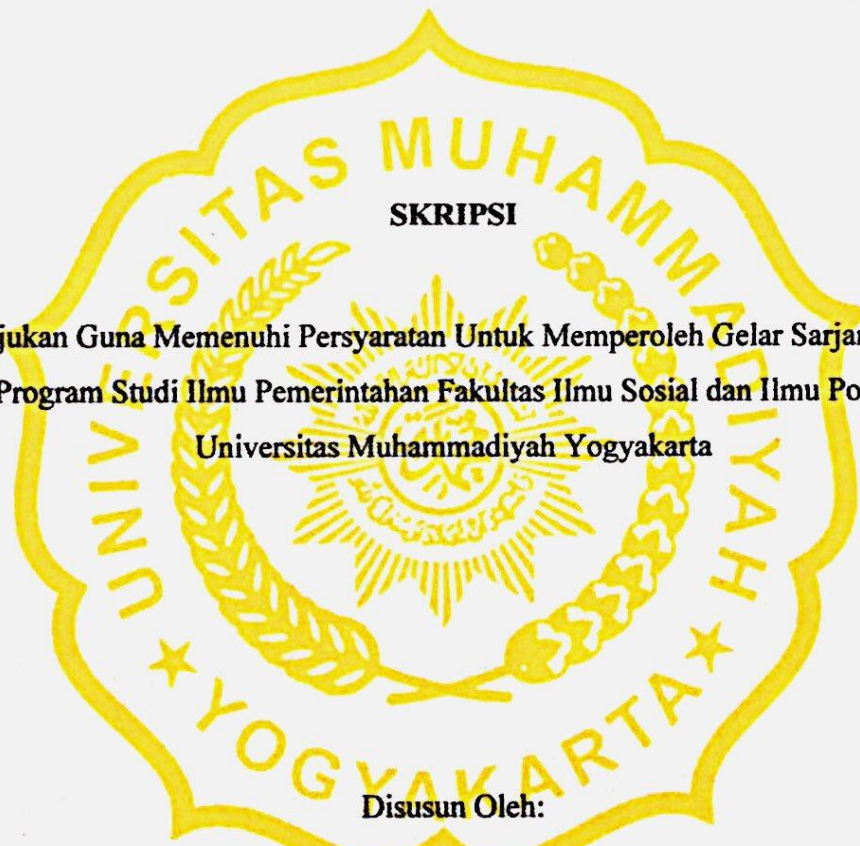 UNIVERSITAS MUHAMMADIYAH
★ YOGYAKARTA ★
SKRIPSI
jukan Guna Memenuhi Persyaratan Untuk Memperoleh Gelar Sarjan
Program Studi Ilmu Pemerintahan Fakultas Ilmu Sosial dan Ilmu Po
Universitas Muhammadiyah Yogyakarta
Disusun Oleh: